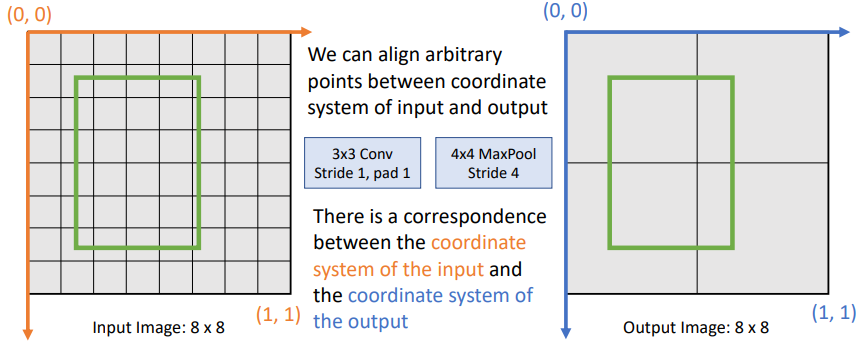 (0, 0)
We can align arbitrary
points between coordinate
system of input and output
3x3 Conv
Stride 1, pad 1
4x4 MaxPool
Stride 4
There is a correspondence
between the coordinate
system of the input and
the coordinate system of
the output
(1, 1)
Input Image: 8 x 8
(0, 0)
(1, 1)
Output Image: 8 x 8